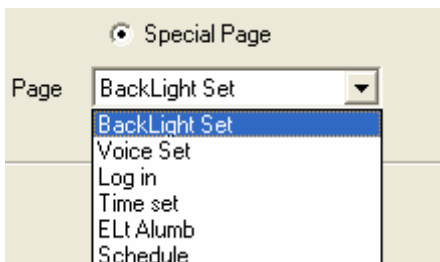 Special Page
Page BackLight Set
BackLight Set
Voice Set
Log in
Time set
ELt Alumb
Schedule